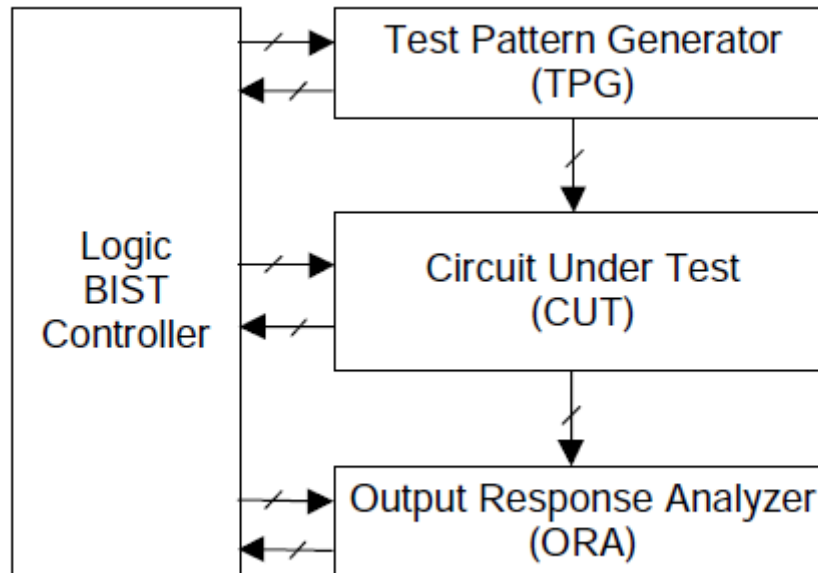 Logic
BIST
Controller
Test Pattern Generator
(TPG)
Circuit Under Test
(CUT)
Output Response Analyzer
(ORA)